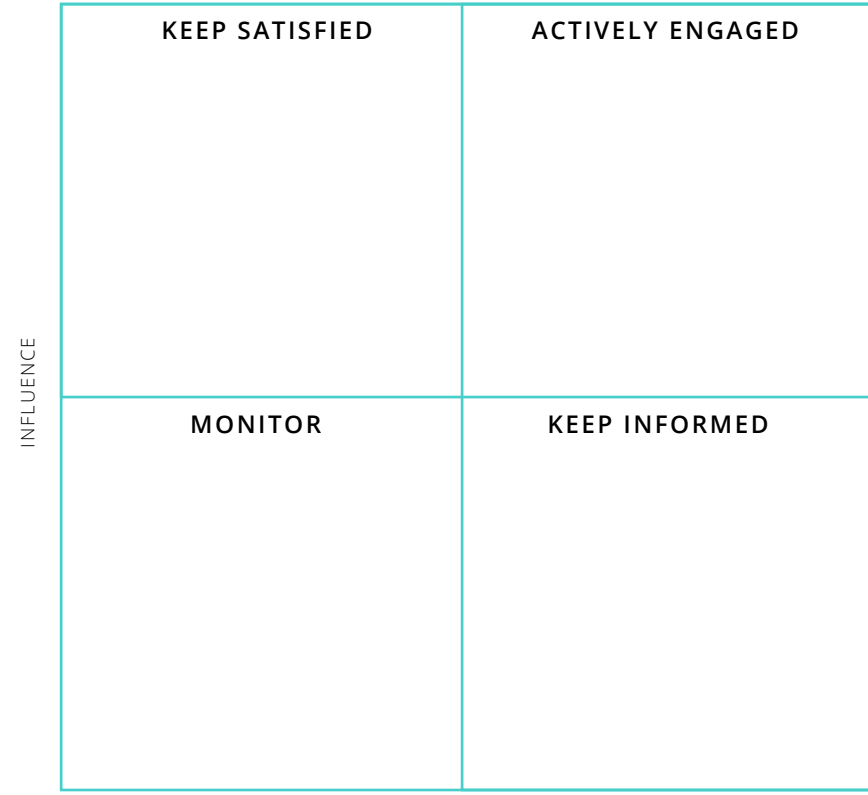 KEEP SATISFIED
ACTIVELY ENGAGED
INFLUENCE
MONITOR
KEEP INFORMED